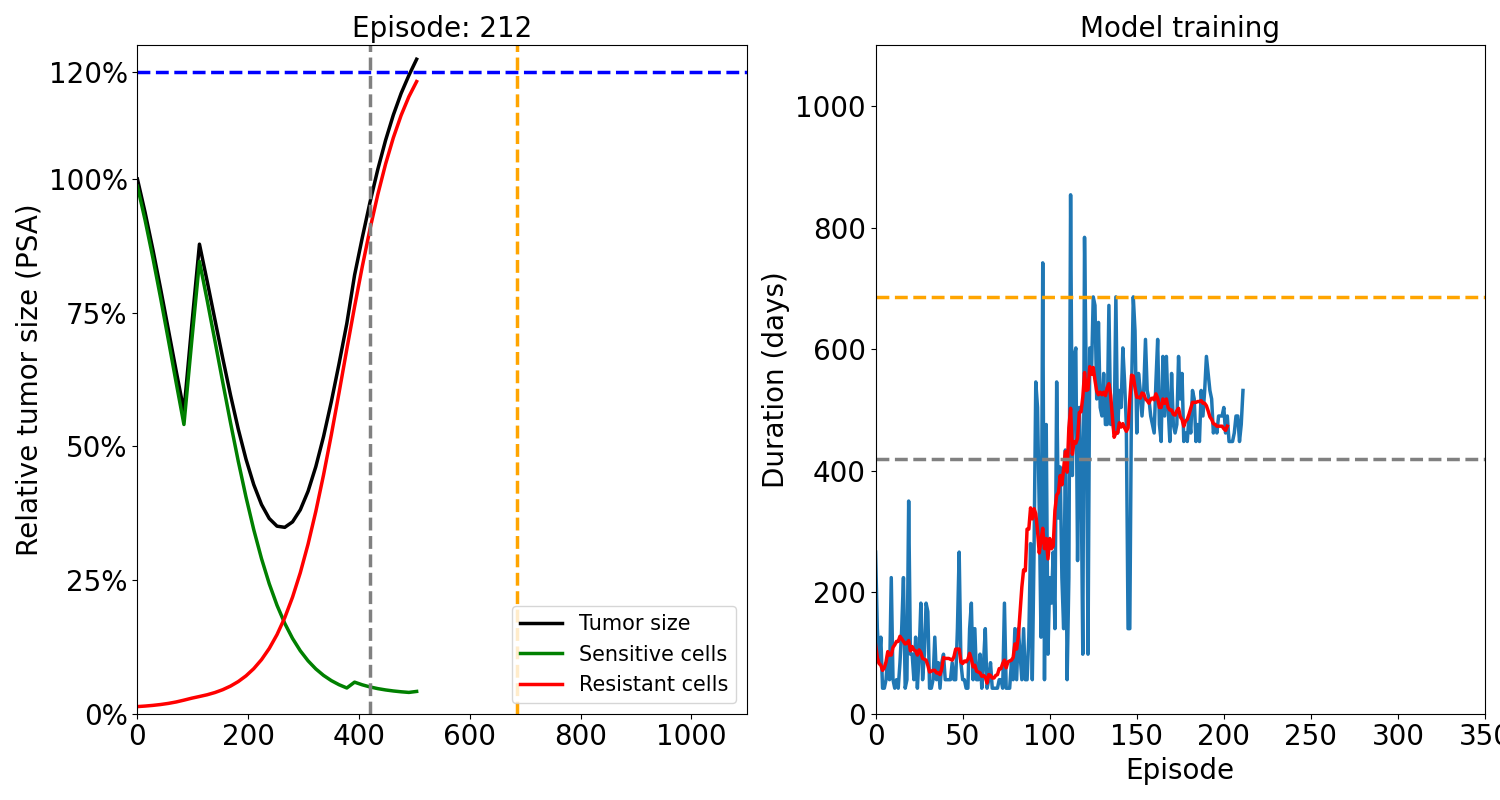 Episode: 212
Relative tumor size (PSA)
120%
100%
75%
50%
25%
0%
0 200 400 600 800 1000
Tumor size
Sensitive cells
Resistant cells
Model training
Duration (days)
1000
800
600
400
200
0
0 50 100 150 200 250 300 350
Episode